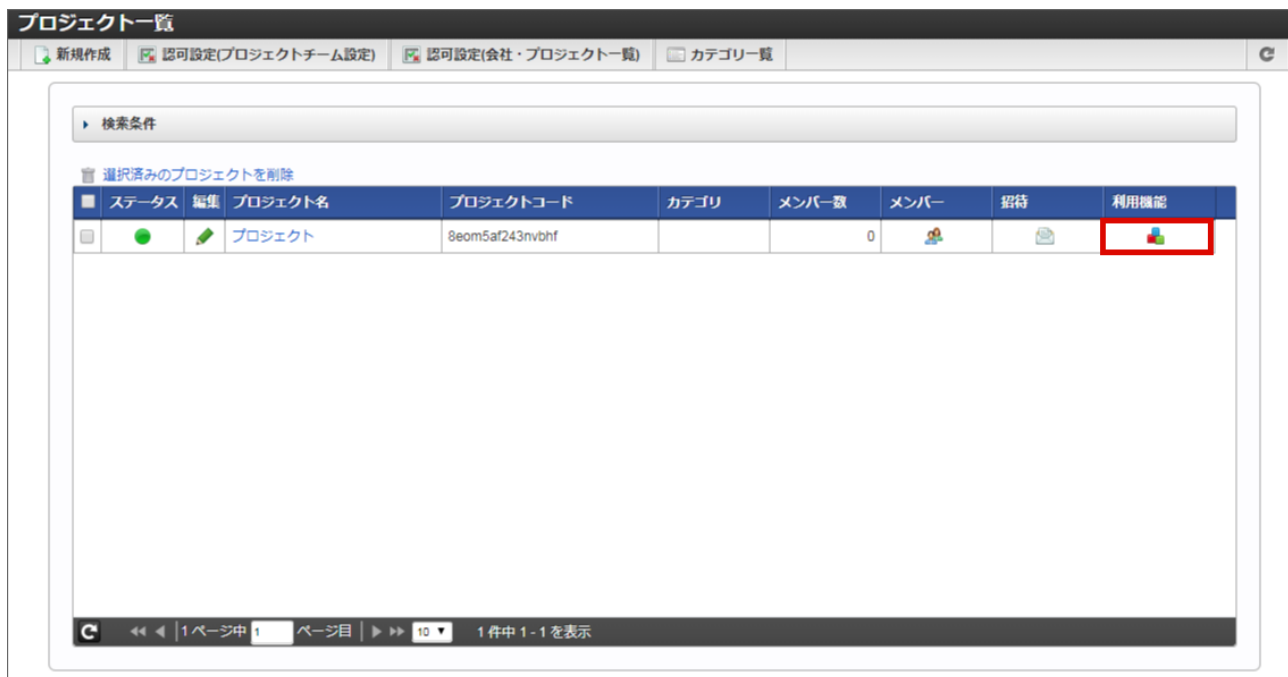 プロジェクト一覧
新規作成 認可設定(プロジェクトチーム設定) 認可設定(会社・プロジェクト一覧) カテゴリ一覧
検索条件
選択済みのプロジェクトを削除
ステータス 編集 プロジェクト名 プロジェクトコード カテゴリ メンバー数 メンバー 招待 利用機能
プロジェクト 8eom5af243nvbhf 0
1 ページ中 1 ページ目 10 1 件中 1 - 1 を表示